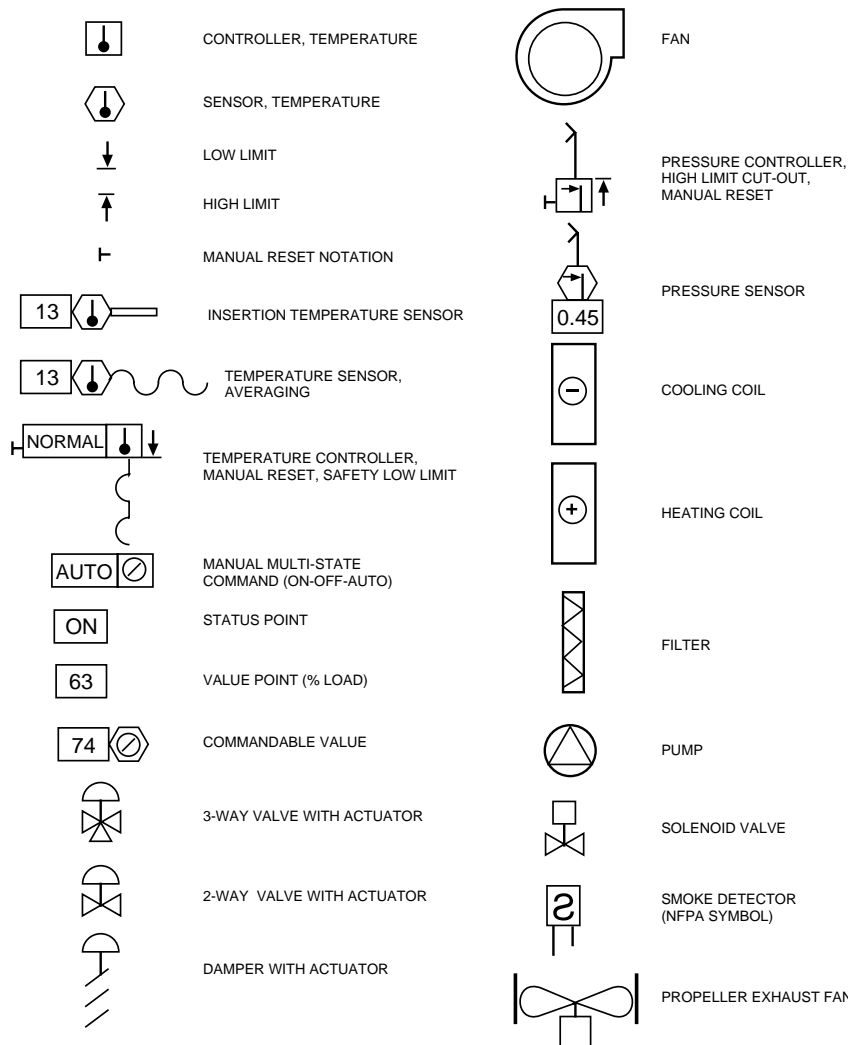 CONTROLLER, TEMPERATURE
SENSOR, TEMPERATURE
LOW LIMIT
HIGH LIMIT
MANUAL RESET NOTATION
13
INSERTION TEMPERATURE SENSOR
13
TEMPERATURE SENSOR,
AVERAGING
NORMAL
TEMPERATURE CONTROLLER,
MANUAL RESET, SAFETY LOW LIMIT
AUTO
MANUAL MULTI-STATE
COMMAND (ON-OFF-AUTO)
ON
STATUS POINT
63
VALUE POINT (% LOAD)
74
COMMANDABLE VALUE
3-WAY VALVE WITH ACTUATOR
2-WAY VALVE WITH ACTUATOR
DAMPER WITH ACTUATOR
FAN
PRESSURE CONTROLLER,
HIGH LIMIT CUT-OUT,
MANUAL RESET
PRESSURE SENSOR
0.45
COOLING COIL
HEATING COIL
FILTER
PUMP
SOLENOID VALVE
SMOKE DETECTOR
(NFPA SYMBOL)
PROPELLER EXHAUST FAN